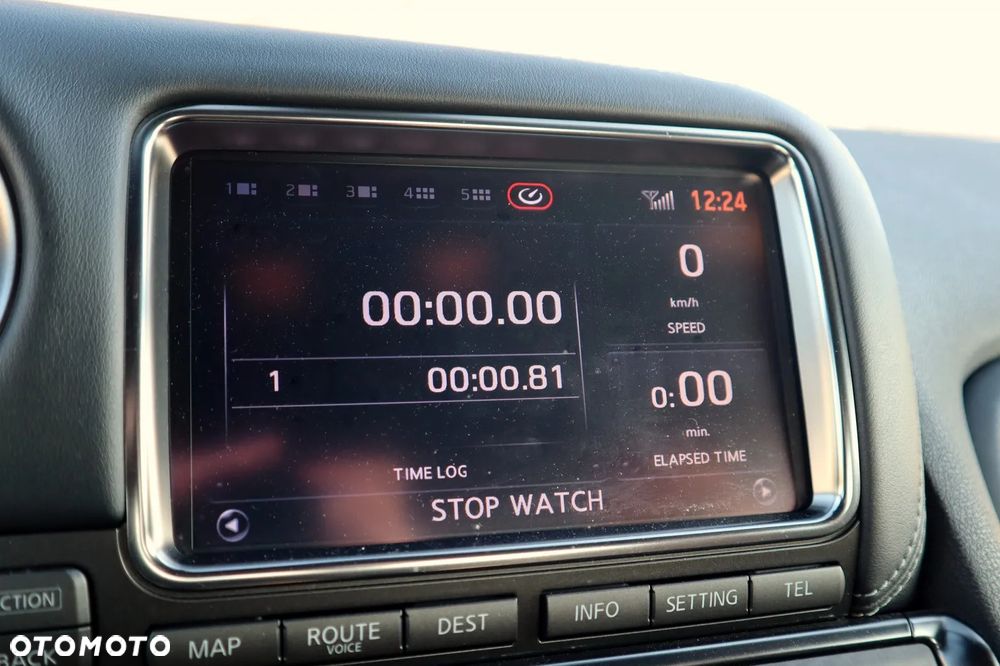 1 2 3 4 5 12:24
0
km/h
SPEED
00:00.00
1 00:00.81
0:00
min.
ELAPSED TIME
TIME LOG
STOP WATCH
CTION
BACK
MAP
ROUTE
VOICE
DEST
INFO
SETTING
TEL
OTOMOTO